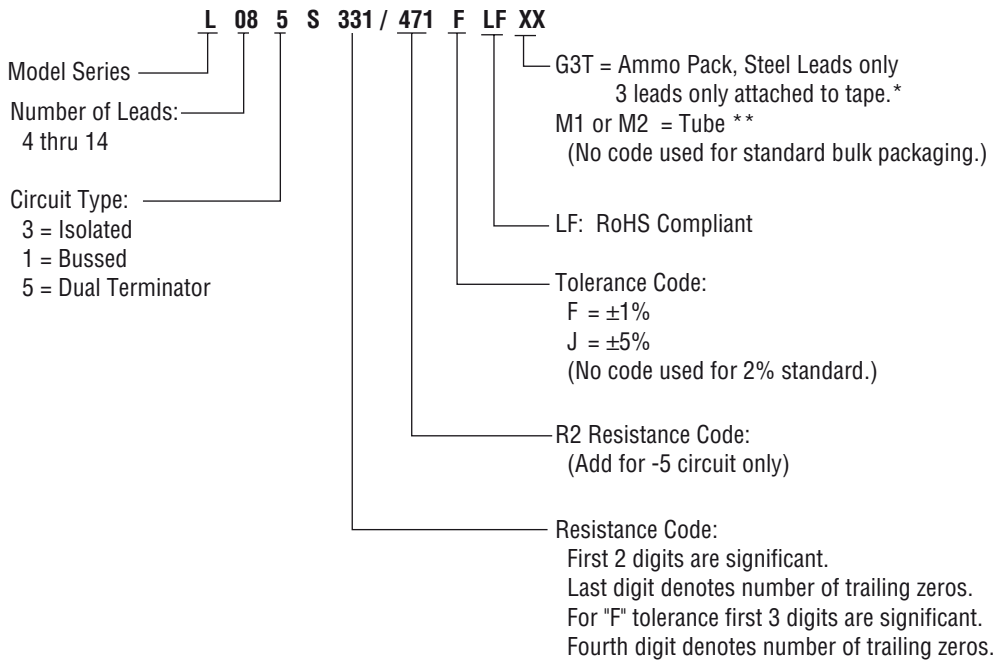 L 08 5 S 331 / 471 F LF XX
Model Series
Number of Leads:
4 thru 14
Circuit Type:
3 = Isolated
1 = Bussed
5 = Dual Terminator
G3T = Ammo Pack, Steel Leads only
3 leads only attached to tape.*
M1 or M2 = Tube **
(No code used for standard bulk packaging.)
LF: RoHS Compliant
Tolerance Code:
F = ±1%
J = ±5%
(No code used for 2% standard.)
R2 Resistance Code:
(Add for -5 circuit only)
Resistance Code:
First 2 digits are significant.
Last digit denotes number of trailing zeros.
For "F" tolerance first 3 digits are significant.
Fourth digit denotes number of trailing zeros.